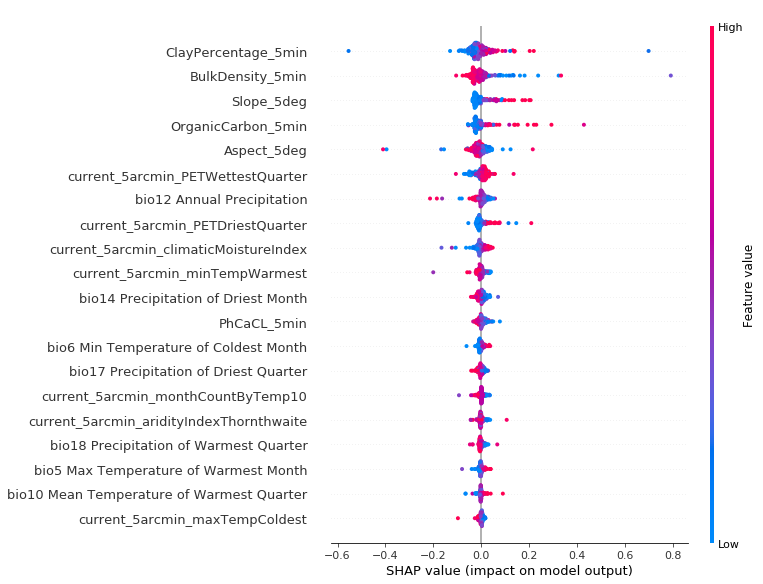 High
ClayPercentage_5min
BulkDensity_5min
Slope_5deg
OrganicCarbon_5min
Aspect_5deg
current_5arcmin_PETWettestQuarter
bio12 Annual Precipitation
current_5arcmin_PETDriestQuarter
current_5arcmin_climaticMoistureIndex
current_5arcmin_minTempWarmest
bio14 Precipitation of Driest Month
PhCaCL_5min
bio6 Min Temperature of Coldest Month
bio17 Precipitation of Driest Quarter
current_5arcmin_monthCountByTemp10
current_5arcmin_aridityIndexThornthwaite
bio18 Precipitation of Warmest Quarter
bio5 Max Temperature of Warmest Month
bio10 Mean Temperature of Warmest Quarter
current_5arcmin_maxTempColdest
Feature value
Low
−0.6 −0.4 −0.2 0.0 0.2 0.4 0.6 0.8
SHAP value (impact on model output)